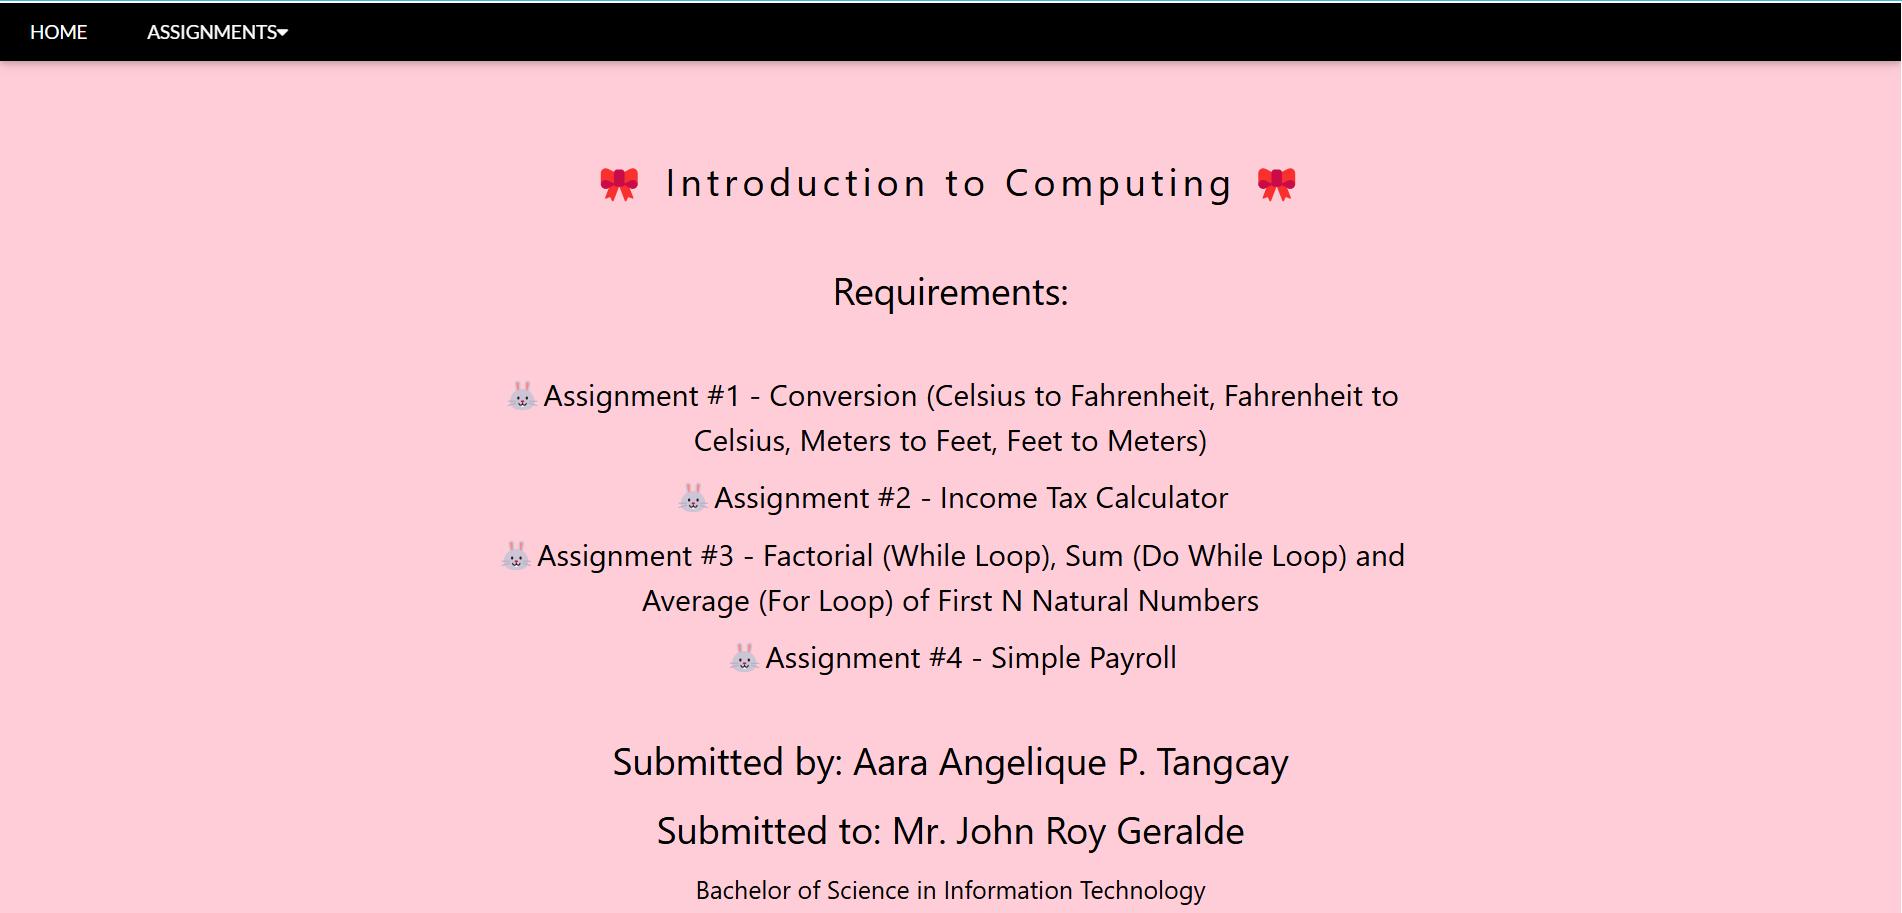 HOME ASSIGNMENTS
Introduction to Computing
Requirements:
Assignment #1 - Conversion (Celsius to Fahrenheit, Fahrenheit to
Celsius, Meters to Feet, Feet to Meters)
Assignment #2 - Income Tax Calculator
Assignment #3 - Factorial (While Loop), Sum (Do While Loop) and
Average (For Loop) of First N Natural Numbers
Assignment #4 - Simple Payroll
Submitted by: Aara Angelique P. Tangcay
Submitted to: Mr. John Roy Geralde
Bachelor of Science in Information Technology